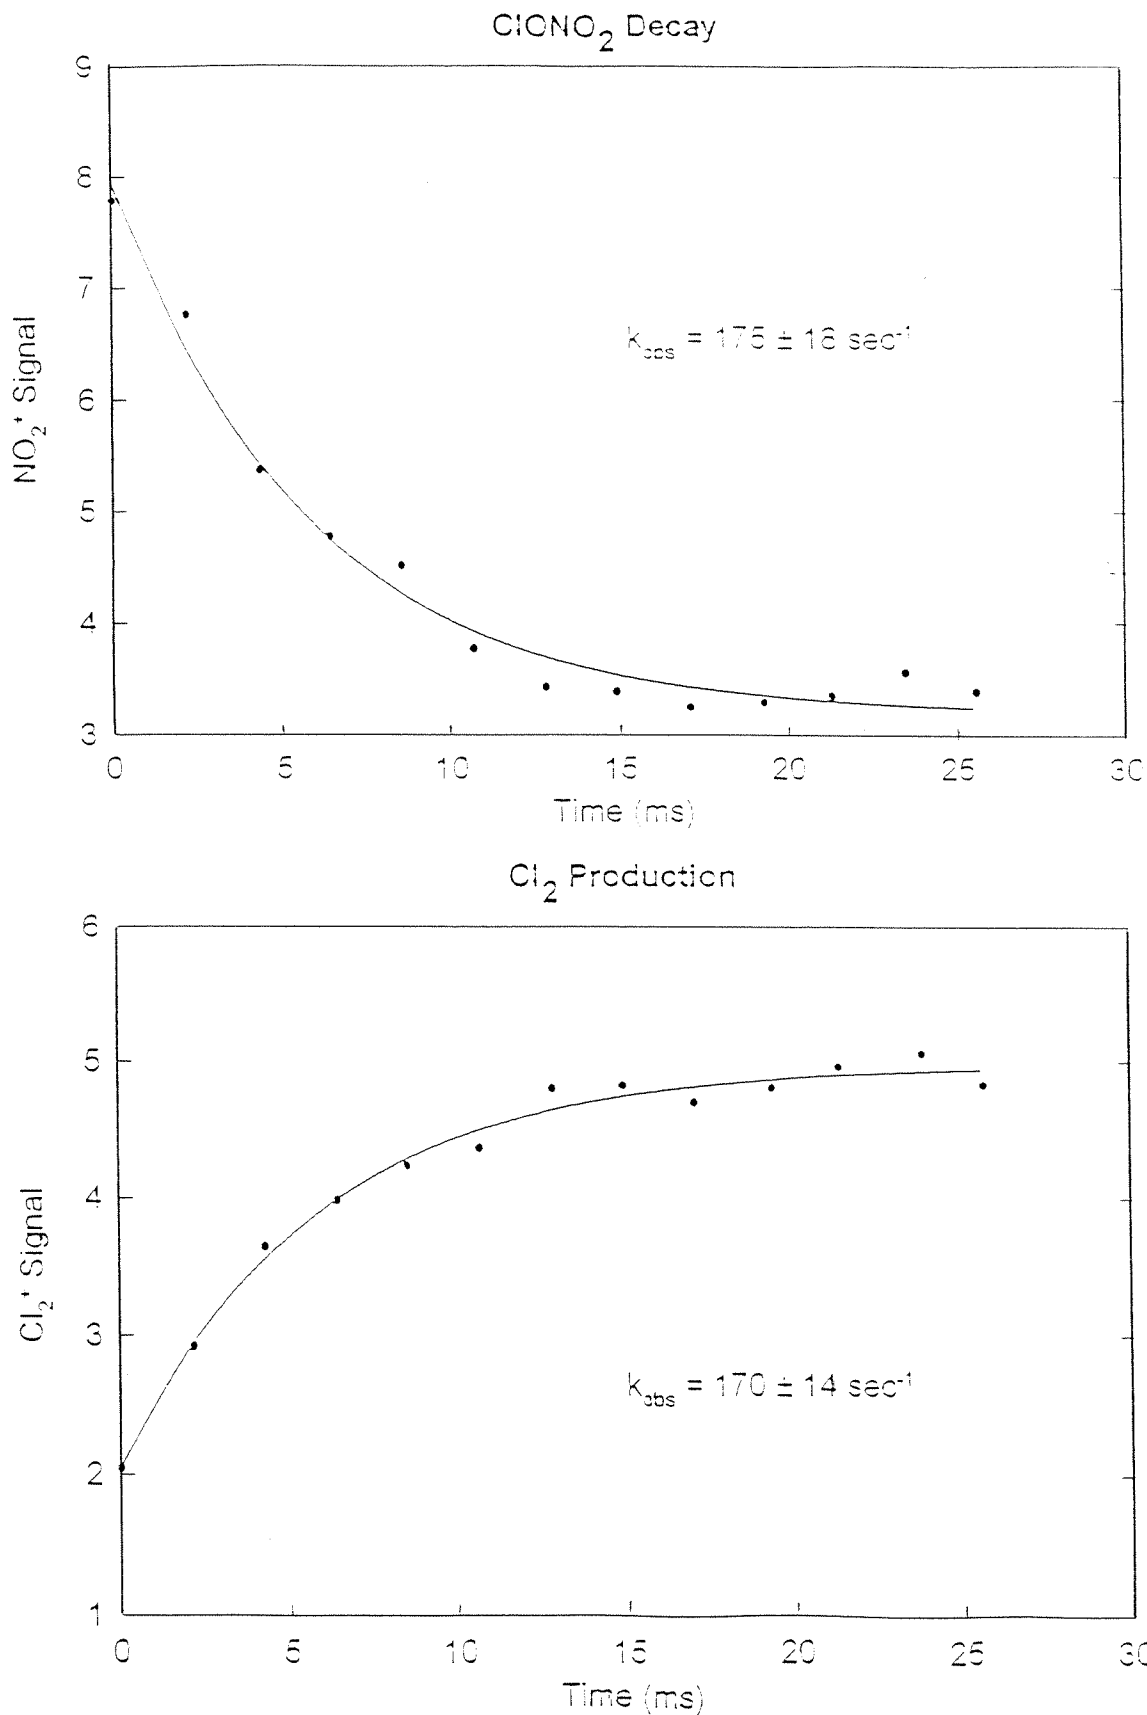 ClONO2 Decay
9
8
7
6
5
4
3
NO2+ Signal
kobs = 175 ± 18 sec-1
0 5 10 15 20 25 30
Time (ms)
Cl2 Production
6
5
4
3
2
1
Cl2+ Signal
kobs = 170 ± 14 sec-1
0 5 10 15 20 25 30
Time (ms)